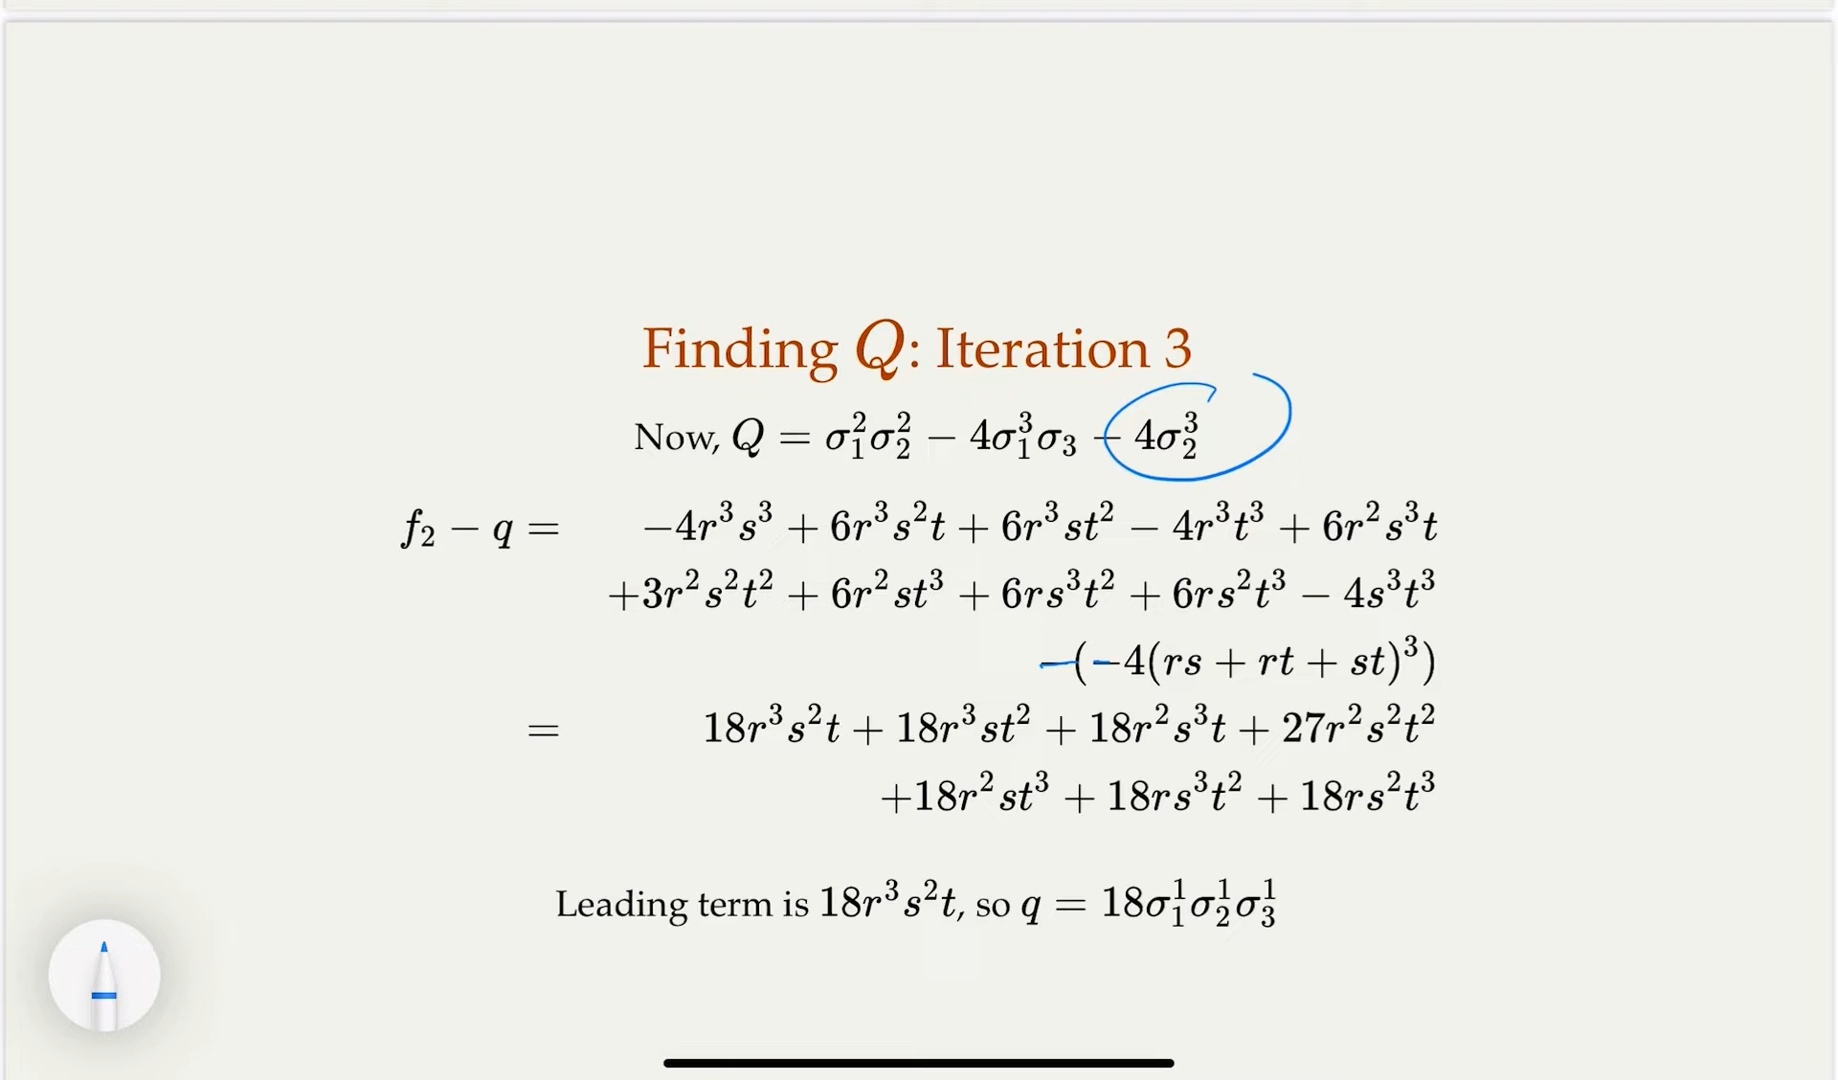 Finding Q: Iteration 3
Now, Q = σ₁²σ₂² − 4σ₁³σ₃ − 4σ₂³
f₂ − q = −4r³s³ + 6r³s²t + 6r³st² − 4r³t³ + 6r²s³t
+3r²s²t² + 6r²st³ + 6rs³t² + 6rs²t³ − 4s³t³
−(−4(rs + rt + st)³)
= 18r³s²t + 18r³st² + 18r²s³t + 27r²s²t²
+18r²st³ + 18rs³t² + 18rs²t³
Leading term is 18r³s²t, so q = 18σ₁¹σ₂¹σ₃¹